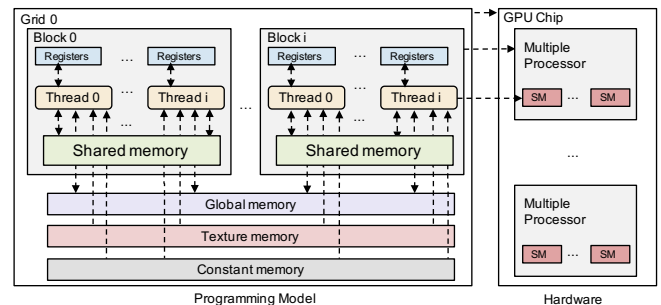 Grid 0
Block 0
Registers ... Registers
Thread 0 ... Thread i
...
Shared memory
...
Block i
Registers ... Registers
Thread 0 ... Thread i
...
Shared memory
Global memory
Texture memory
Constant memory
Programming Model
GPU Chip
Multiple
Processor
SM ... SM
...
Multiple
Processor
SM ... SM
Hardware